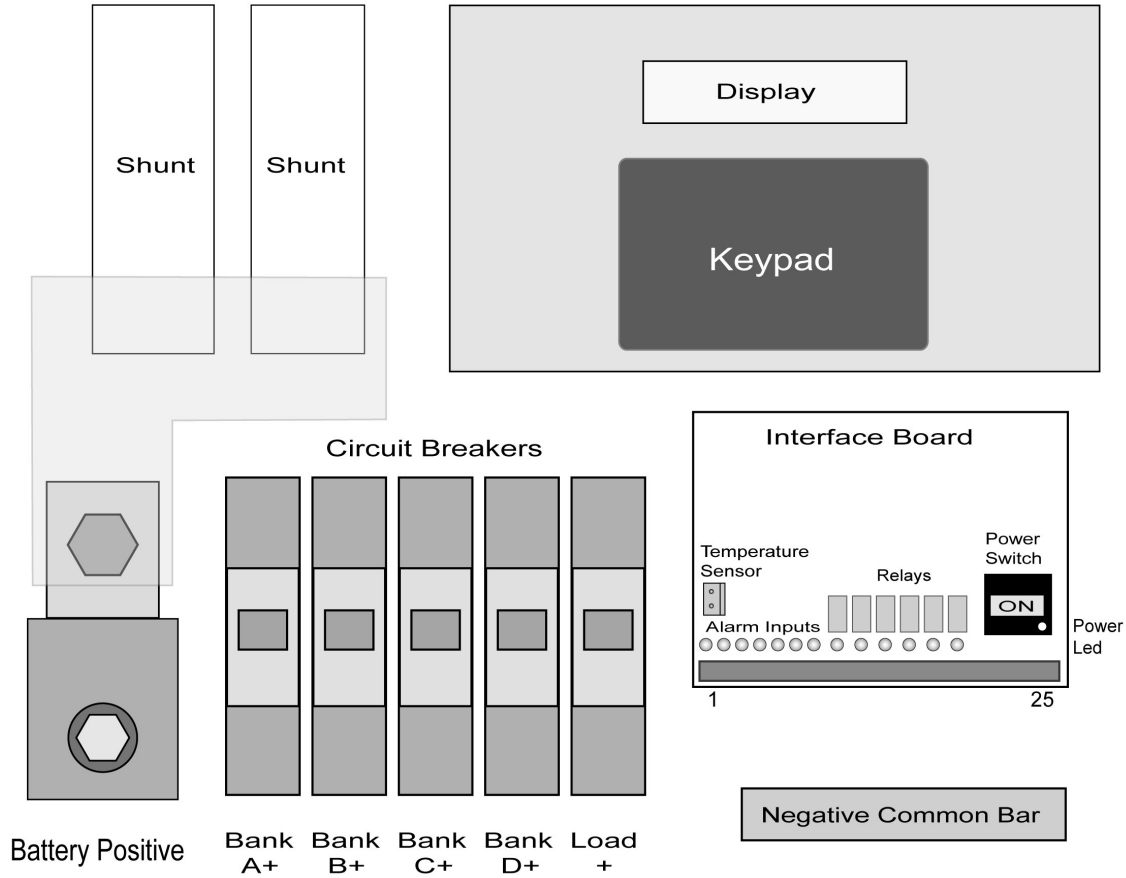 Shunt
Shunt
Display
Keypad
Circuit Breakers
Interface Board
Temperature
Sensor
Relays
Power
Switch
ON
Alarm Inputs
Power
Led
1
25
Negative Common Bar
Battery Positive
Bank
A+
Bank
B+
Bank
C+
Bank
D+
Load
+